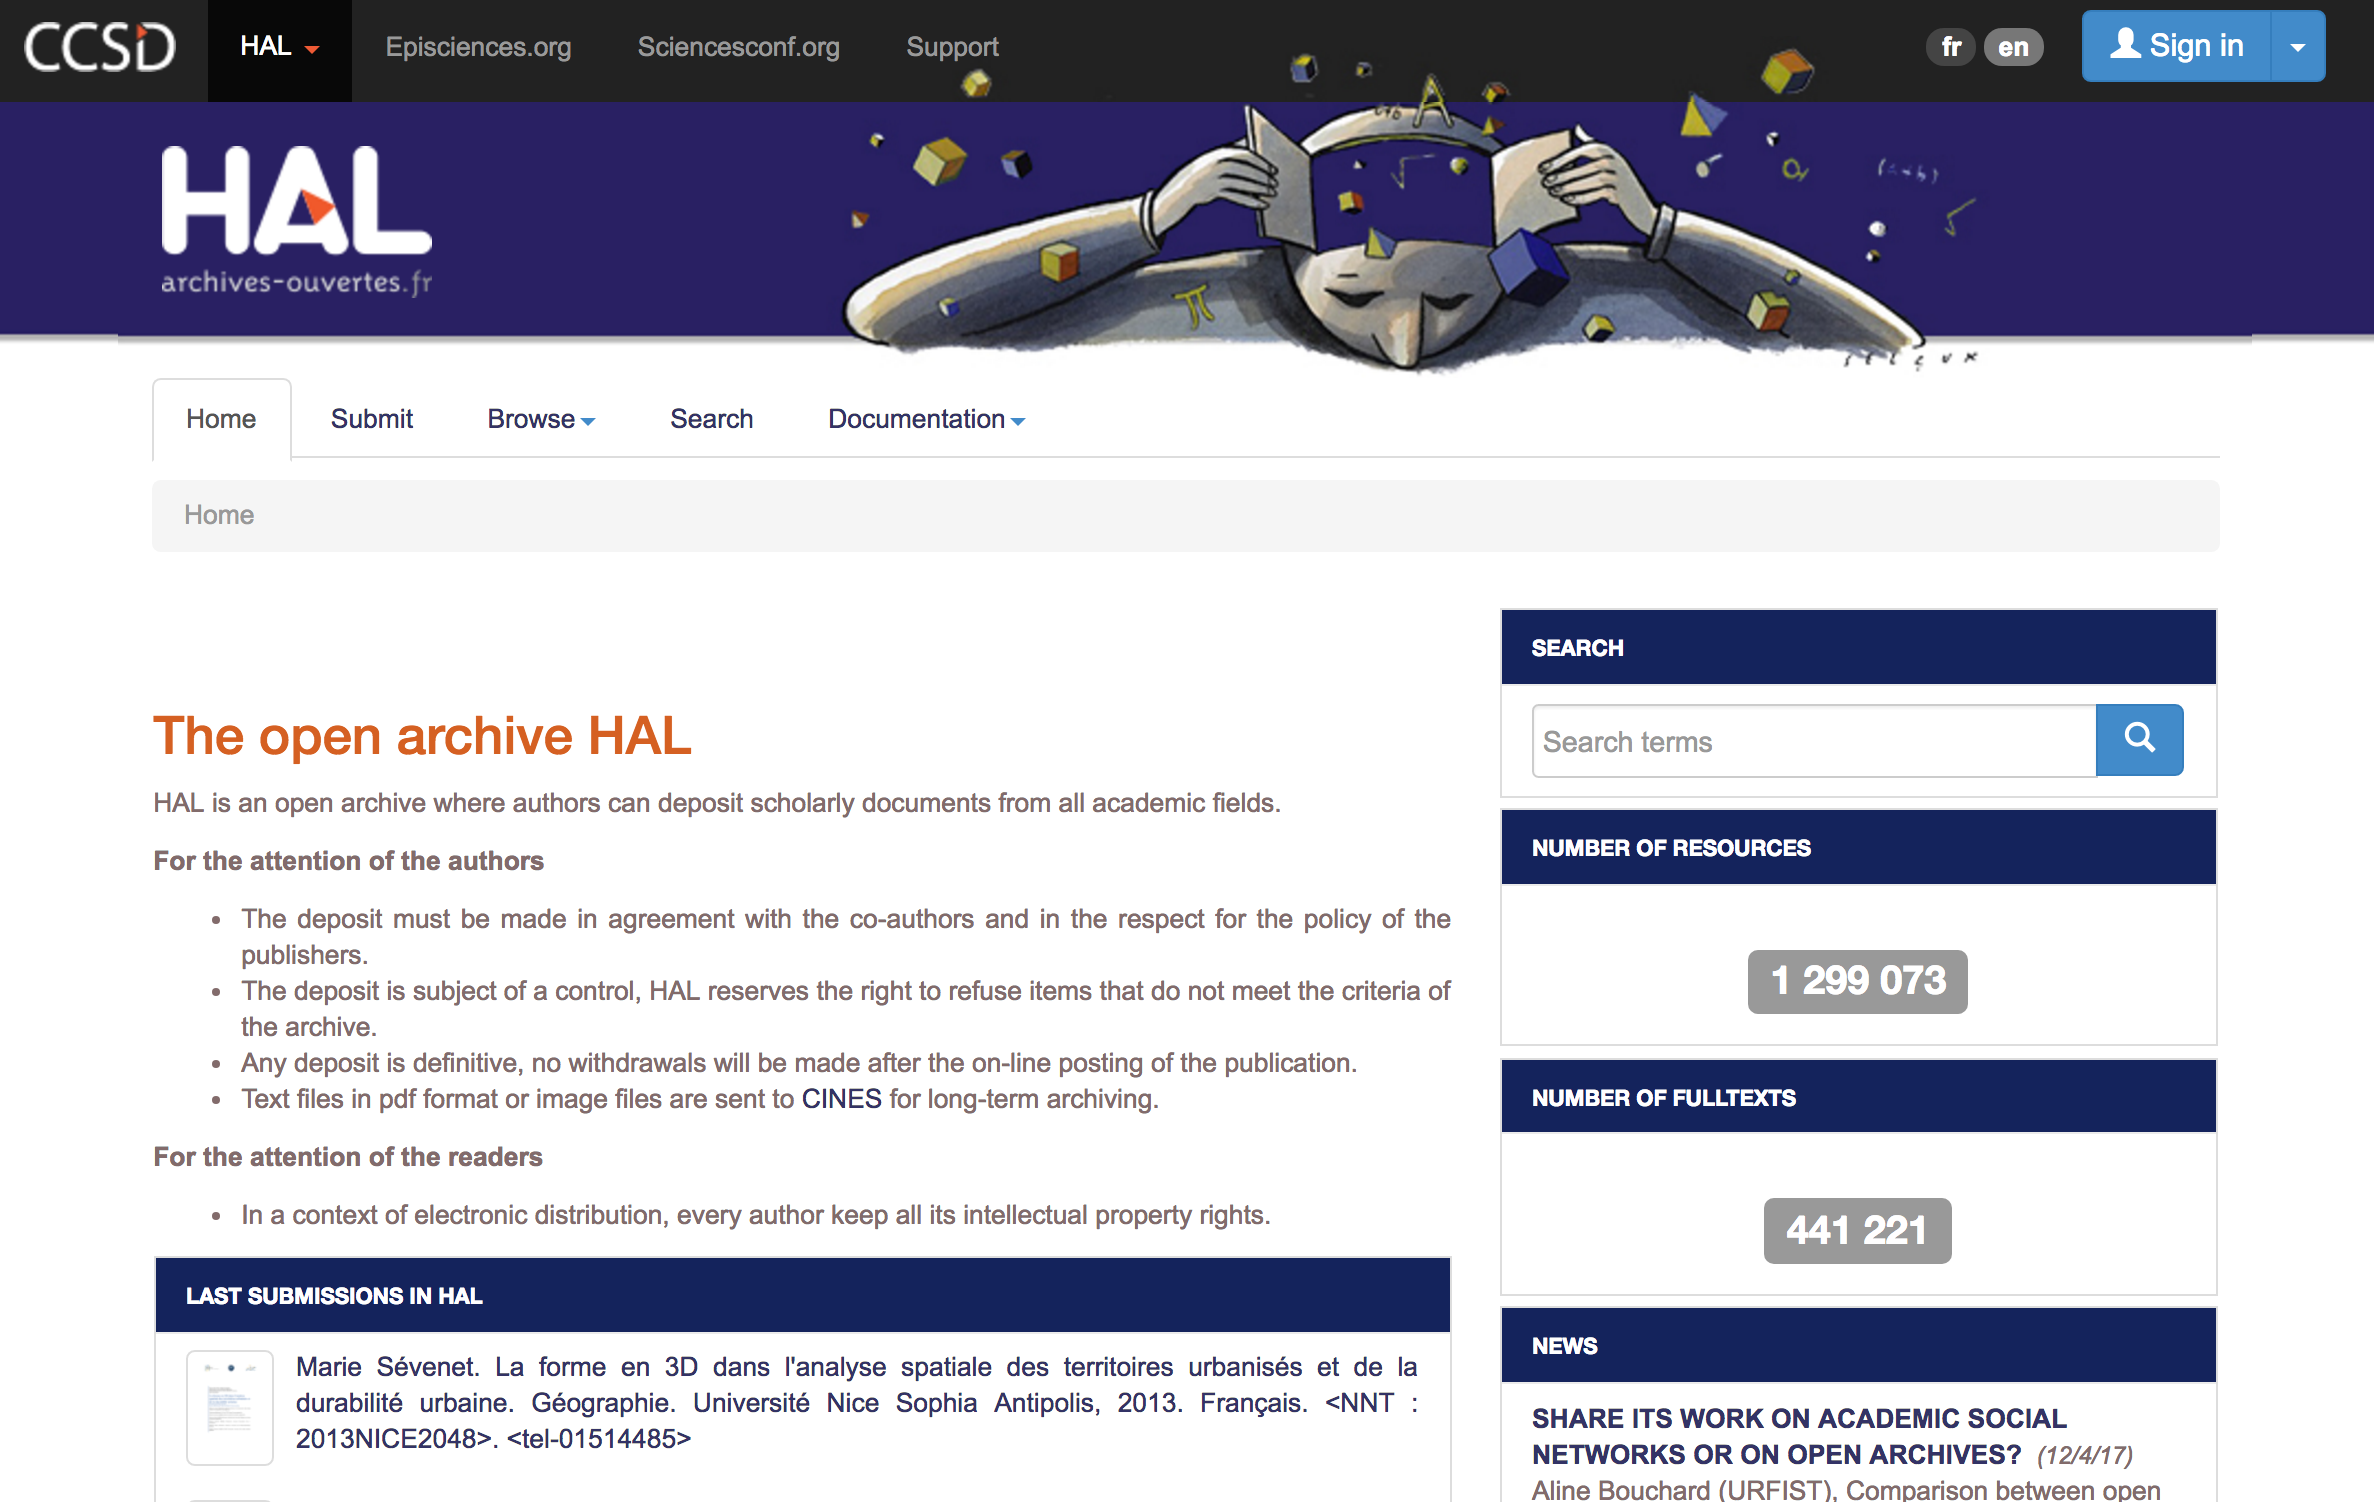 CCSD
HAL
Episciences.org
Sciencesconf.org
Support
fr
en
Sign in
HAL
archives-ouvertes.fr
A
π
(a+b)
selçuk
Home
Submit
Browse
Search
Documentation
Home
The open archive HAL
HAL is an open archive where authors can deposit scholarly documents from all academic fields.
For the attention of the authors
• The deposit must be made in agreement with the co-authors and in the respect for the policy of the
publishers.
• The deposit is subject of a control, HAL reserves the right to refuse items that do not meet the criteria of
the archive.
• Any deposit is definitive, no withdrawals will be made after the on-line posting of the publication.
• Text files in pdf format or image files are sent to CINES for long-term archiving.
For the attention of the readers
• In a context of electronic distribution, every author keep all its intellectual property rights.
LAST SUBMISSIONS IN HAL
Marie Sévenet. La forme en 3D dans l'analyse spatiale des territoires urbanisés et de la
durabilité urbaine. Géographie. Université Nice Sophia Antipolis, 2013. Français. <NNT :
2013NICE2048>. <tel-01514485>
SEARCH
Search terms
NUMBER OF RESOURCES
1 299 073
NUMBER OF FULLTEXTS
441 221
NEWS
SHARE ITS WORK ON ACADEMIC SOCIAL
NETWORKS OR ON OPEN ARCHIVES? (12/4/17)
Aline Bouchard (URFIST), Comparison between open